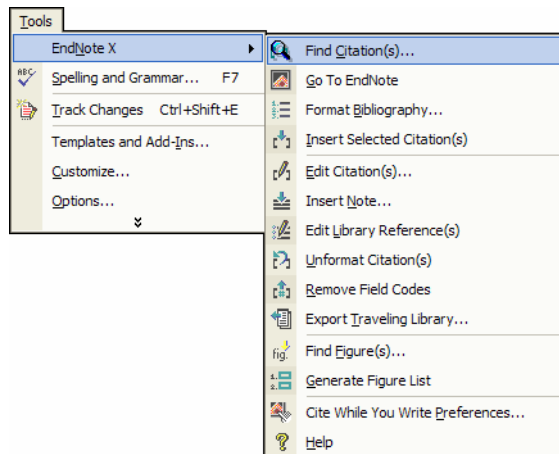 Tools
EndNote X
ABC
Spelling and Grammar... F7
Track Changes Ctrl+Shift+E
Templates and Add-Ins...
Customize...
Options...
Find Citation(s)...
Go To EndNote
Format Bibliography...
Insert Selected Citation(s)
Edit Citation(s)...
Insert Note...
Edit Library Reference(s)
Unformat Citation(s)
Remove Field Codes
Export Traveling Library...
fig. Find Figure(s)...
Generate Figure List
Cite While You Write Preferences...
Help